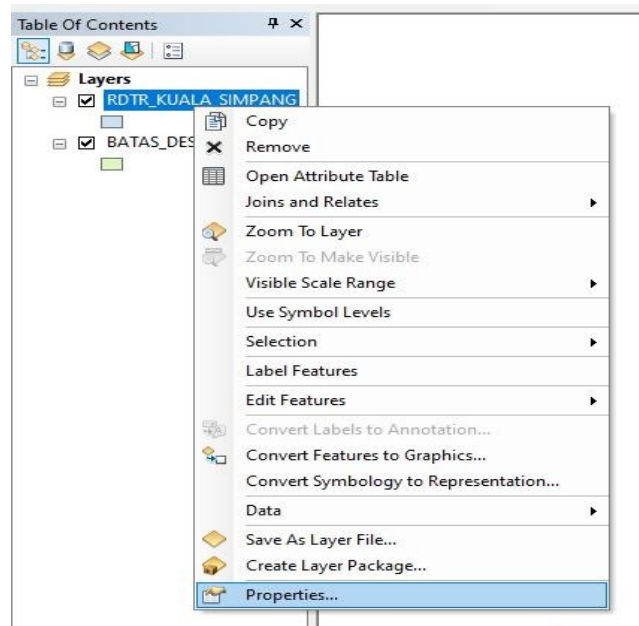 Table Of Contents
Layers
RDTR_KUALA_SIMPANG
BATAS_DES
Copy
Remove
Open Attribute Table
Joins and Relates
Zoom To Layer
Zoom To Make Visible
Visible Scale Range
Use Symbol Levels
Selection
Label Features
Edit Features
Convert Labels to Annotation...
Convert Features to Graphics...
Convert Symbology to Representation...
Data
Save As Layer File...
Create Layer Package...
Properties...